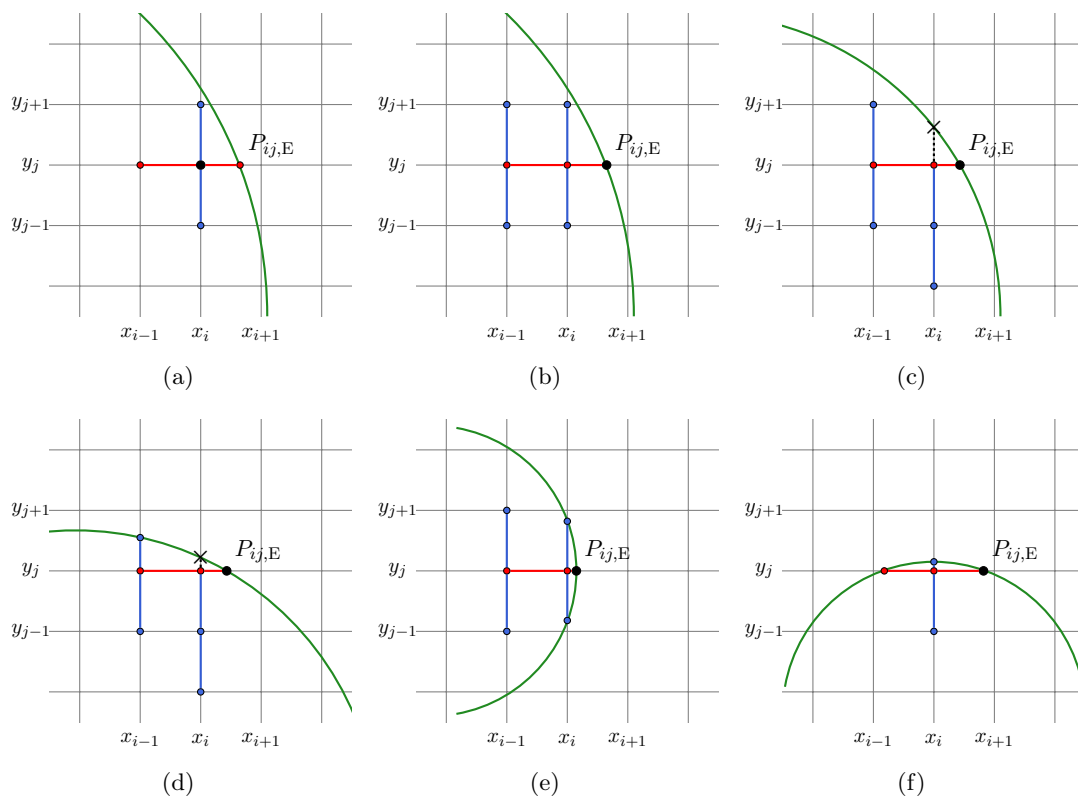 y_{j+1} y_{j+1} y_{j+1}
P_{ij,E} P_{ij,E} P_{ij,E}
y_j y_j y_j
y_{j-1} y_{j-1} y_{j-1}
x_{i-1} x_i x_{i+1} x_{i-1} x_i x_{i+1} x_{i-1} x_i x_{i+1}
(a) (b) (c)
y_{j+1} y_{j+1} y_{j+1}
P_{ij,E} P_{ij,E} P_{ij,E}
y_j y_j y_j
y_{j-1} y_{j-1} y_{j-1}
x_{i-1} x_i x_{i+1} x_{i-1} x_i x_{i+1} x_{i-1} x_i x_{i+1}
(d) (e) (f)